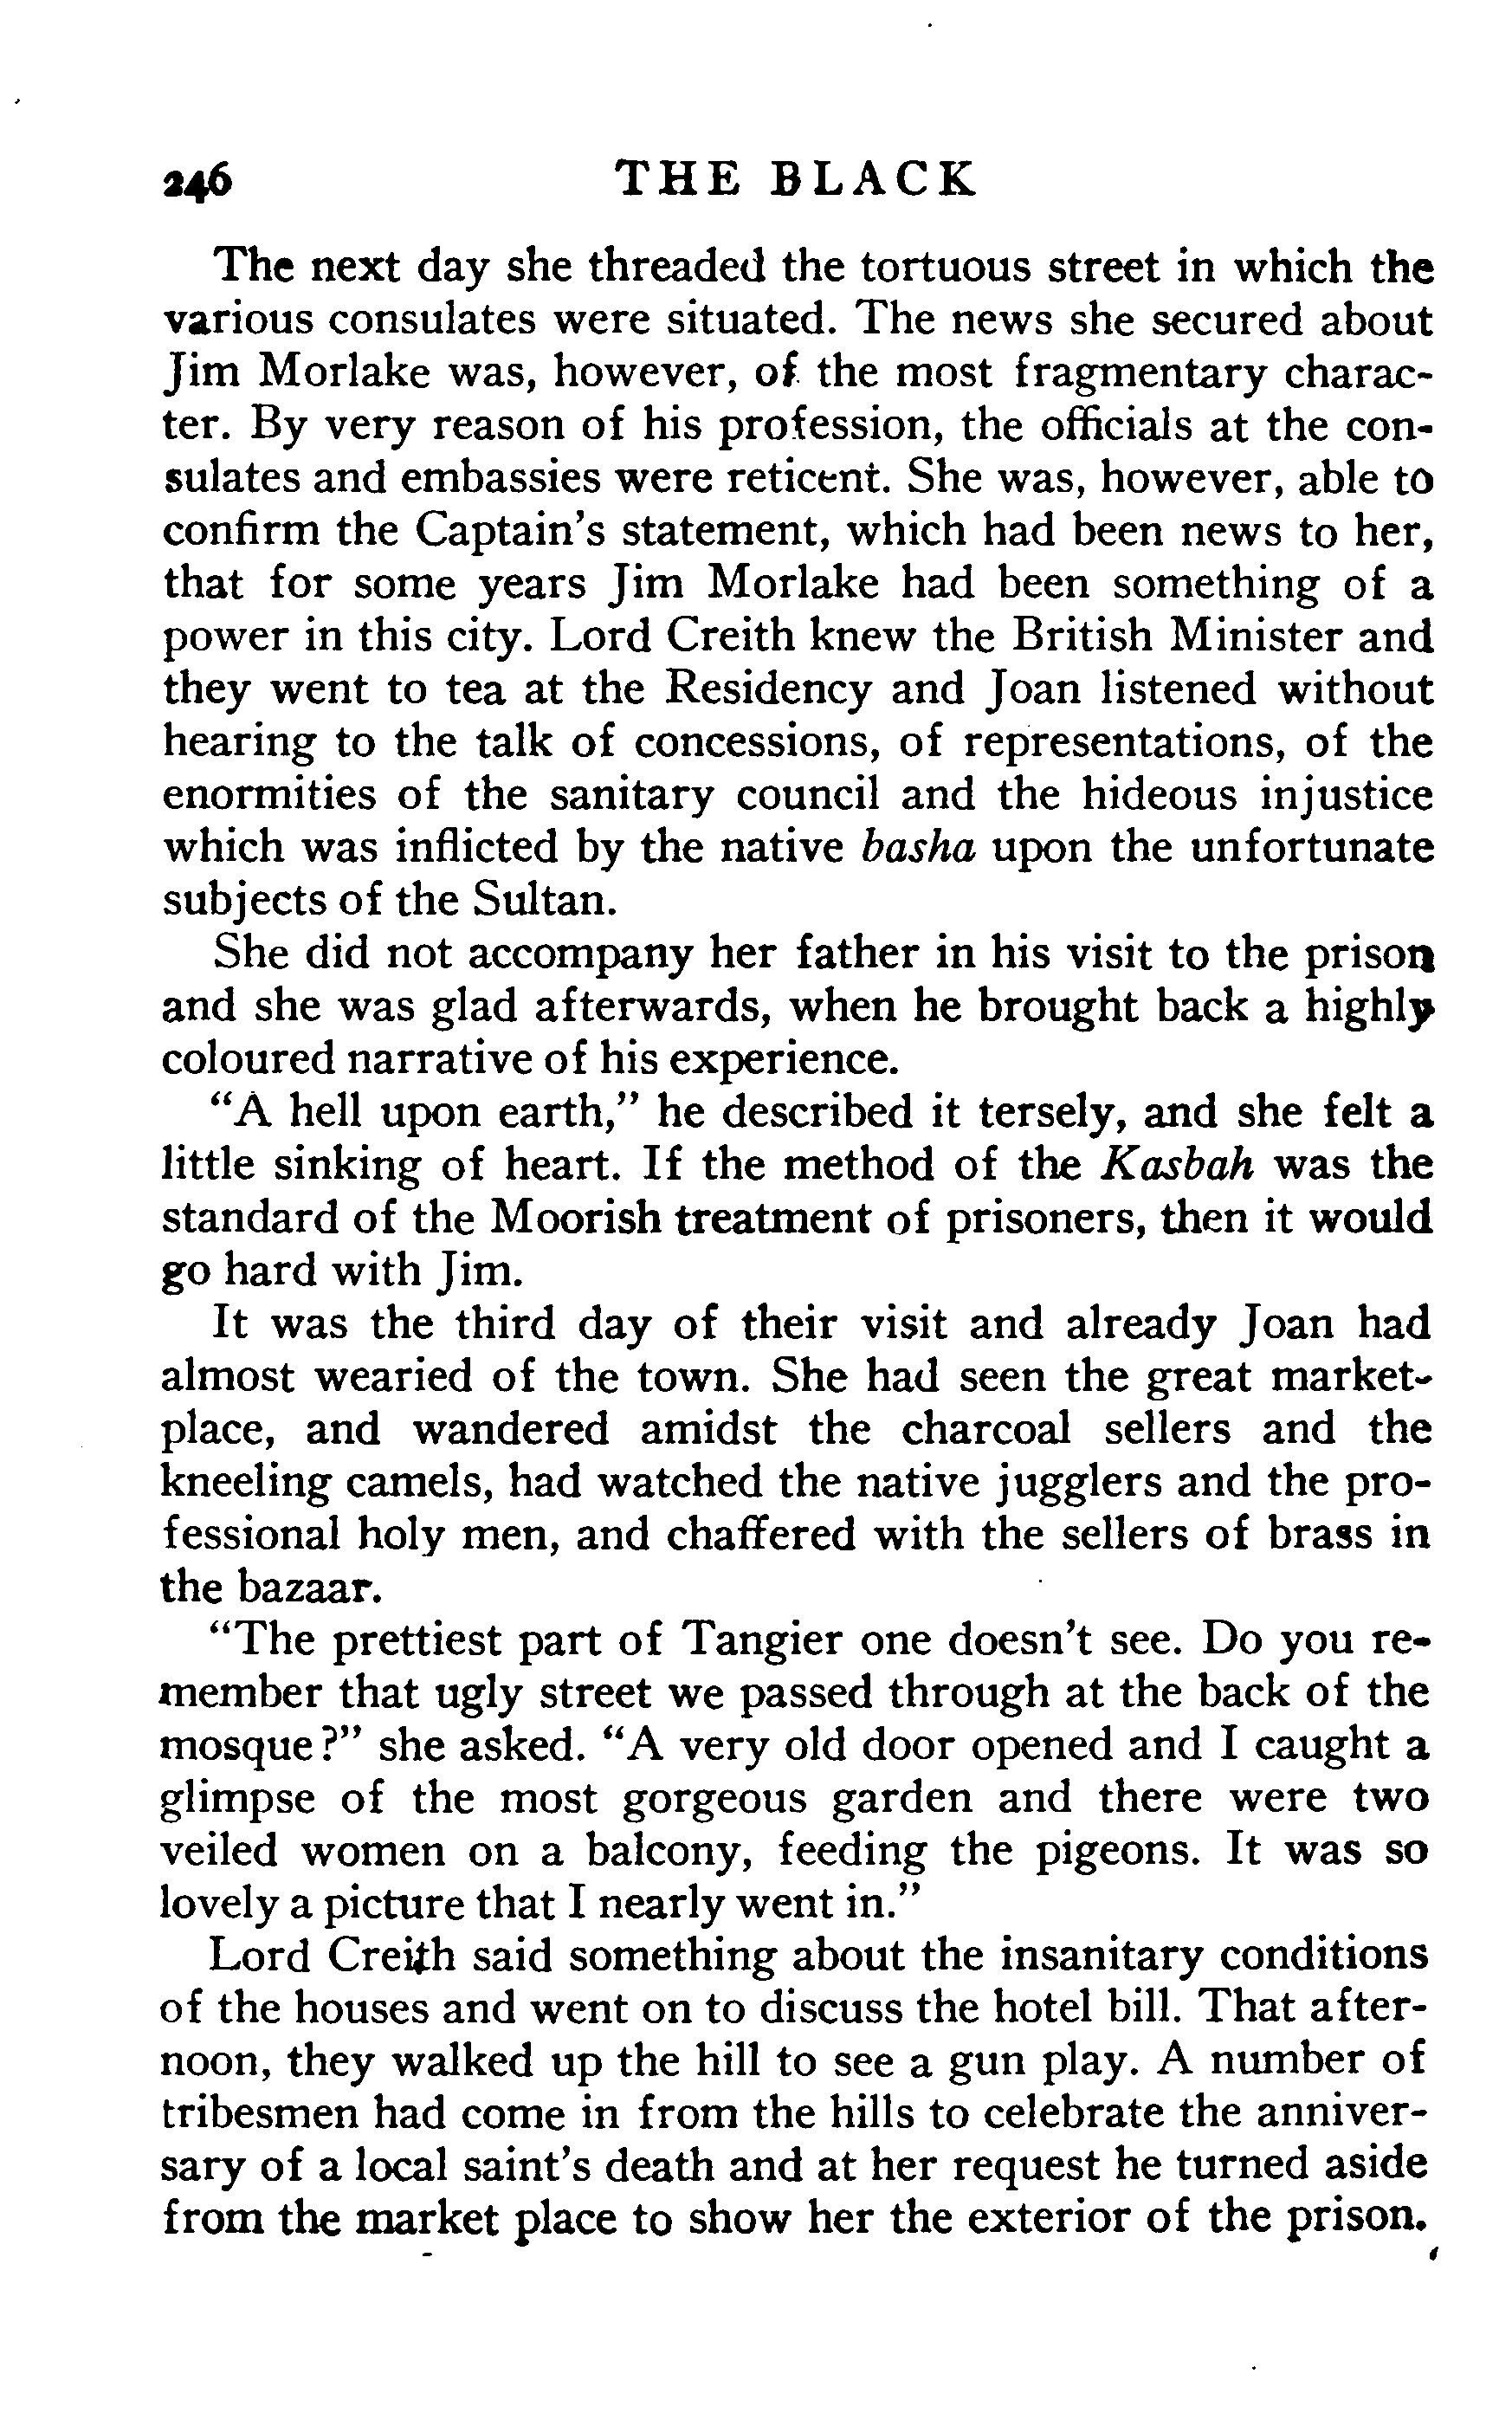 246 THE BLACK
The next day she threaded the tortuous street in which the
various consulates were situated. The news she secured about
Jim Morlake was, however, of the most fragmentary charac-
ter. By very reason of his profession, the officials at the con-
sulates and embassies were reticent. She was, however, able to
confirm the Captain's statement, which had been news to her,
that for some years Jim Morlake had been something of a
power in this city. Lord Creith knew the British Minister and
they went to tea at the Residency and Joan listened without
hearing to the talk of concessions, of representations, of the
enormities of the sanitary council and the hideous injustice
which was inflicted by the native basha upon the unfortunate
subjects of the Sultan.
She did not accompany her father in his visit to the prison
and she was glad afterwards, when he brought back a highly
coloured narrative of his experience.
"A hell upon earth," he described it tersely, and she felt a
little sinking of heart. If the method of the Kasbah was the
standard of the Moorish treatment of prisoners, then it would
go hard with Jim.
It was the third day of their visit and already Joan had
almost wearied of the town. She had seen the great market-
place, and wandered amidst the charcoal sellers and the
kneeling camels, had watched the native jugglers and the pro-
fessional holy men, and chaffered with the sellers of brass in
the bazaar.
"The prettiest part of Tangier one doesn't see. Do you re-
member that ugly street we passed through at the back of the
mosque?" she asked. "A very old door opened and I caught a
glimpse of the most gorgeous garden and there were two
veiled women on a balcony, feeding the pigeons. It was so
lovely a picture that I nearly went in."
Lord Creith said something about the insanitary conditions
of the houses and went on to discuss the hotel bill. That after-
noon, they walked up the hill to see a gun play. A number of
tribesmen had come in from the hills to celebrate the anniver-
sary of a local saint's death and at her request he turned aside
from the market place to show her the exterior of the prison.